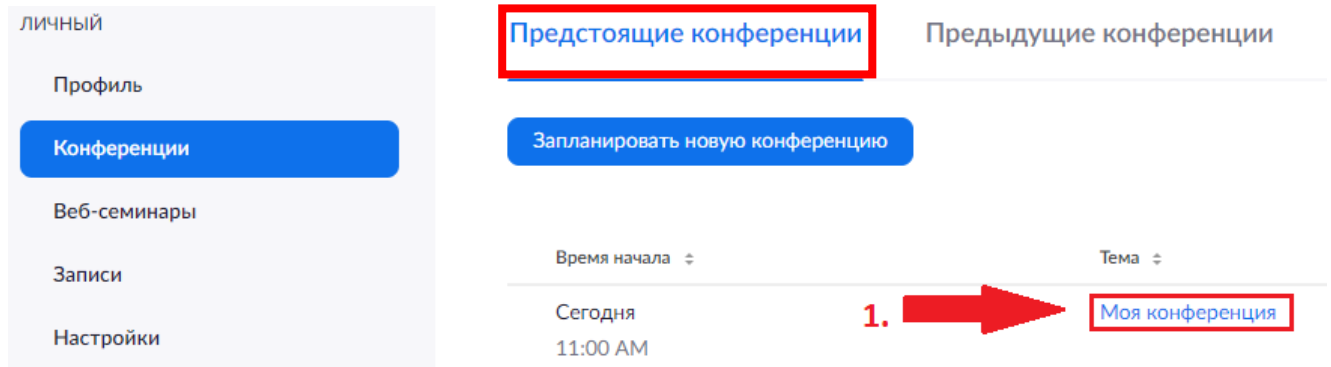 ЛИЧНЫЙ
Профиль
Конференции
Веб-семинары
Записи
Настройки
Предстоящие конференции Предыдущие конференции
Запланировать новую конференцию
Время начала Тема
Сегодня 1. Моя конференция
11:00 AM